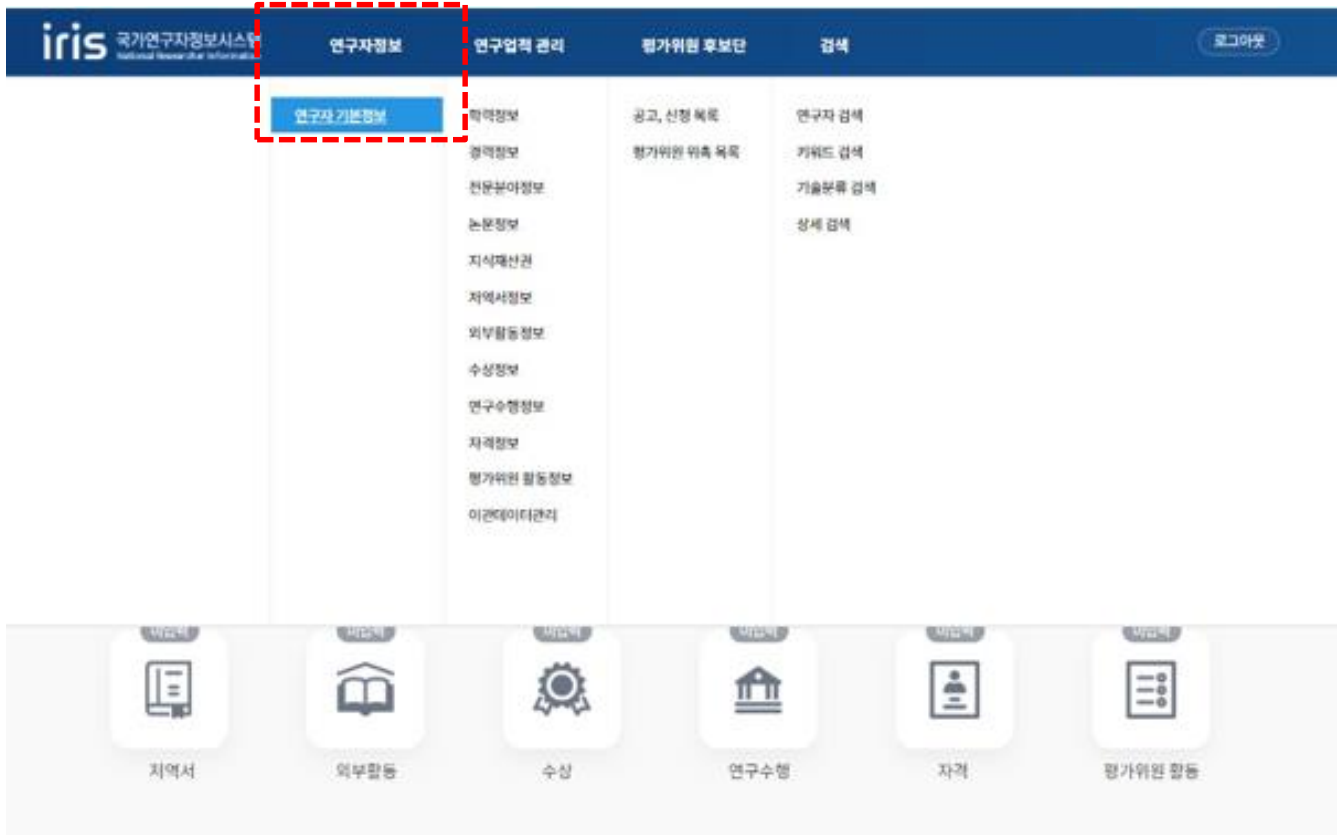 iris 국가연구자정보시스템
National Researcher Information
연구자정보 연구업적 관리 평가위원 후보단 검색 로그아웃
연구자 기본정보
학력정보
경력정보
전문분야정보
논문정보
지식재산권
저역서정보
외부활동정보
수상정보
연구수행정보
자격정보
평가위원 활동정보
이관데이터관리
공고, 신청 목록
평가위원 위촉 목록
연구자 검색
키워드 검색
기술분류 검색
상세 검색
저역서 외부활동 수상 연구수행 자격 평가위원 활동